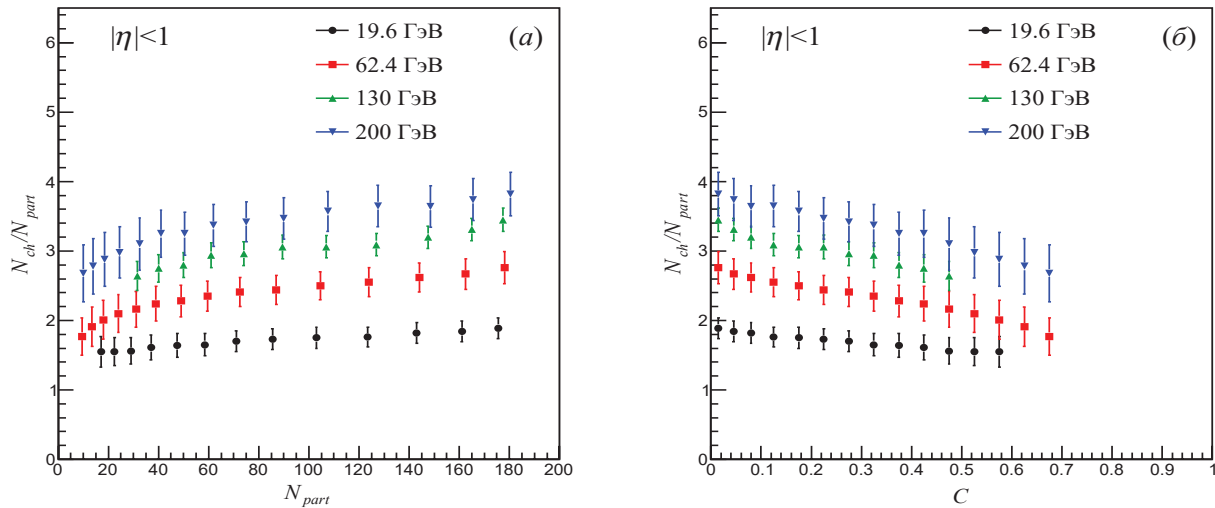 |η|<1
19.6 ГэВ
62.4 ГэВ
130 ГэВ
200 ГэВ
(а)
6
5
4
3
2
1
0
N_ch/N_part
0 20 40 60 80 100 120 140 160 180 200
N_part
|η|<1
19.6 ГэВ
62.4 ГэВ
130 ГэВ
200 ГэВ
(б)
6
5
4
3
2
1
0
N_ch/N_part
0 0.1 0.2 0.3 0.4 0.5 0.6 0.7 0.8 0.9 1
C